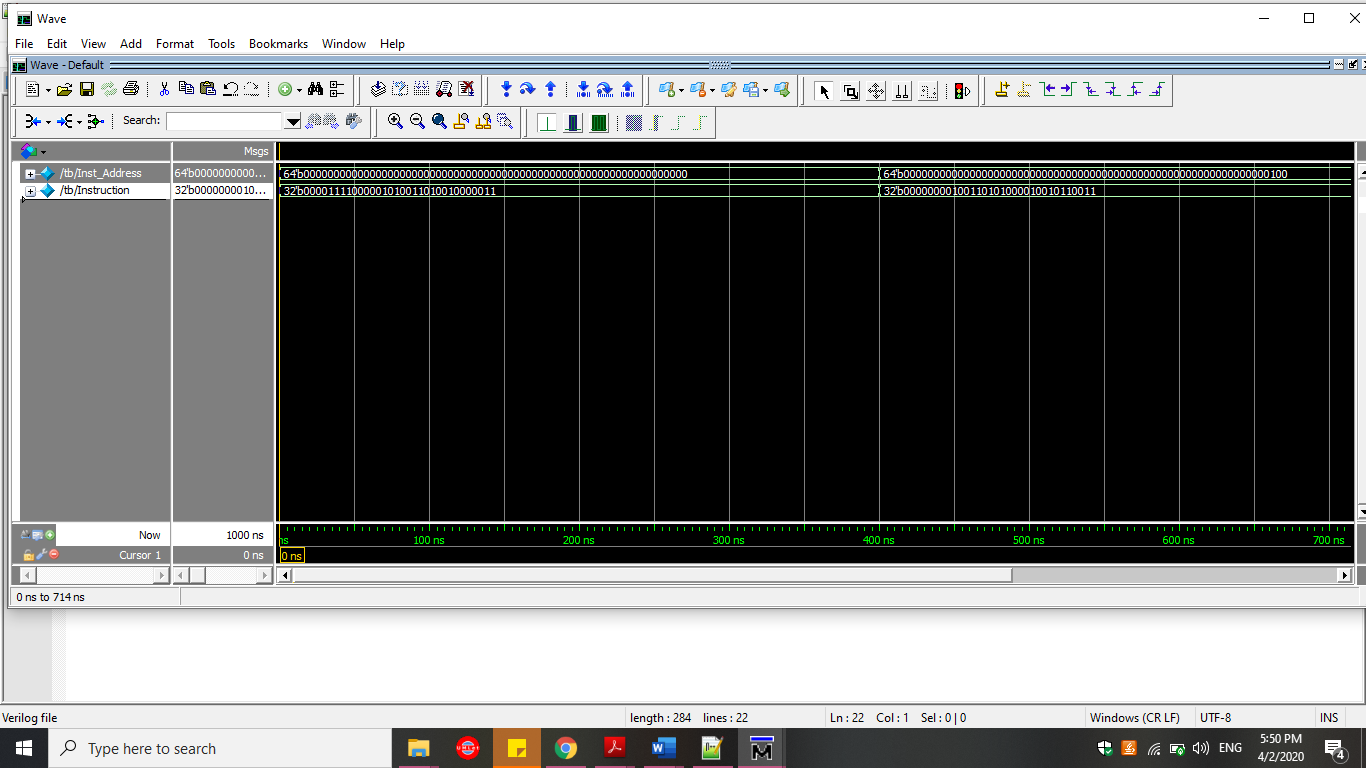 Wave
File Edit View Add Format Tools Bookmarks Window Help
Wave - Default
Search:
Msgs
/tb/Inst_Address 64'b0000000000... 64'b0000000000000000000000000000000000000000000000000000000000000000 64'b0000000000000000000000000000000000000000000000000000000000000100
/tb/Instruction 32'b0000000010... 32'b00001111000001010011010010000011 32'b00000000100110101000010010110011
Now 1000 ns ns 100 ns 200 ns 300 ns 400 ns 500 ns 600 ns 700 ns
Cursor 1 0 ns 0 ns
0 ns to 714 ns
Verilog file length : 284 lines : 22 Ln : 22 Col : 1 Sel : 0 | 0 Windows (CR LF) UTF-8 INS
Type here to search ENG 5:50 PM
4/2/2020 4